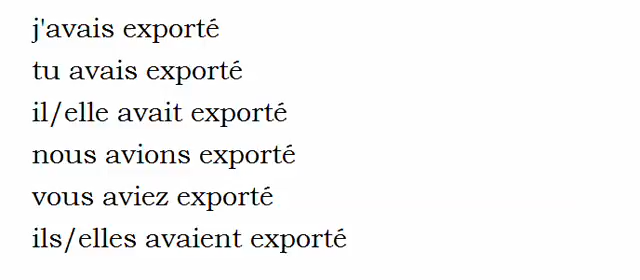 j'avais exporté
tu avais exporté
il/elle avait exporté
nous avions exporté
vous aviez exporté
ils/elles avaient exporté